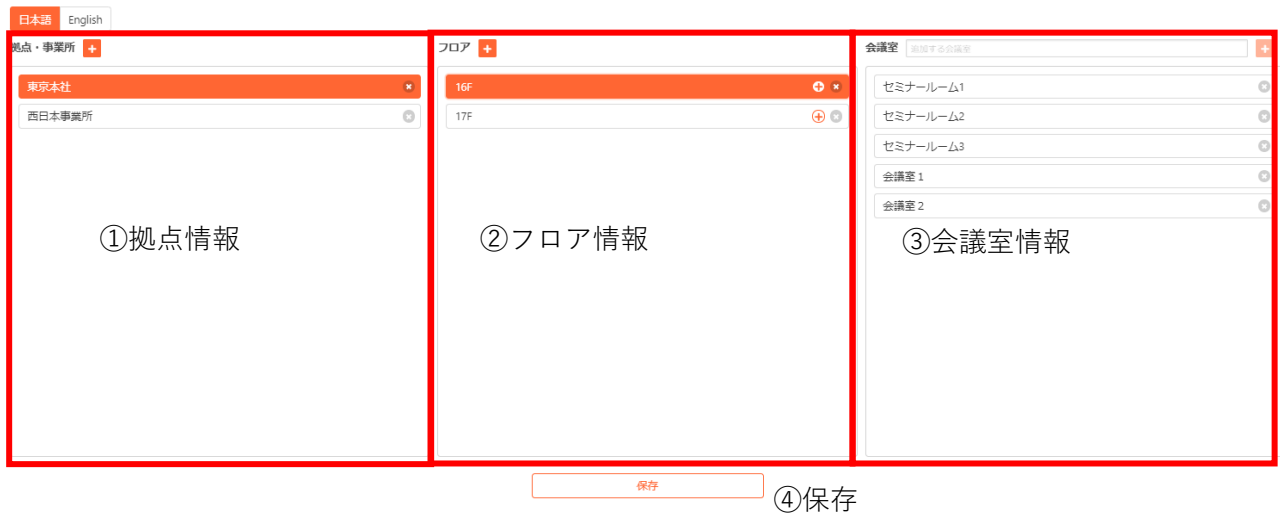 日本語 English
拠点・事業所
フロア
会議室 追加する会議室
東京本社
西日本事業所
16F
17F
セミナールーム1
セミナールーム2
セミナールーム3
会議室1
会議室2
①拠点情報
②フロア情報
③会議室情報
保存
④保存